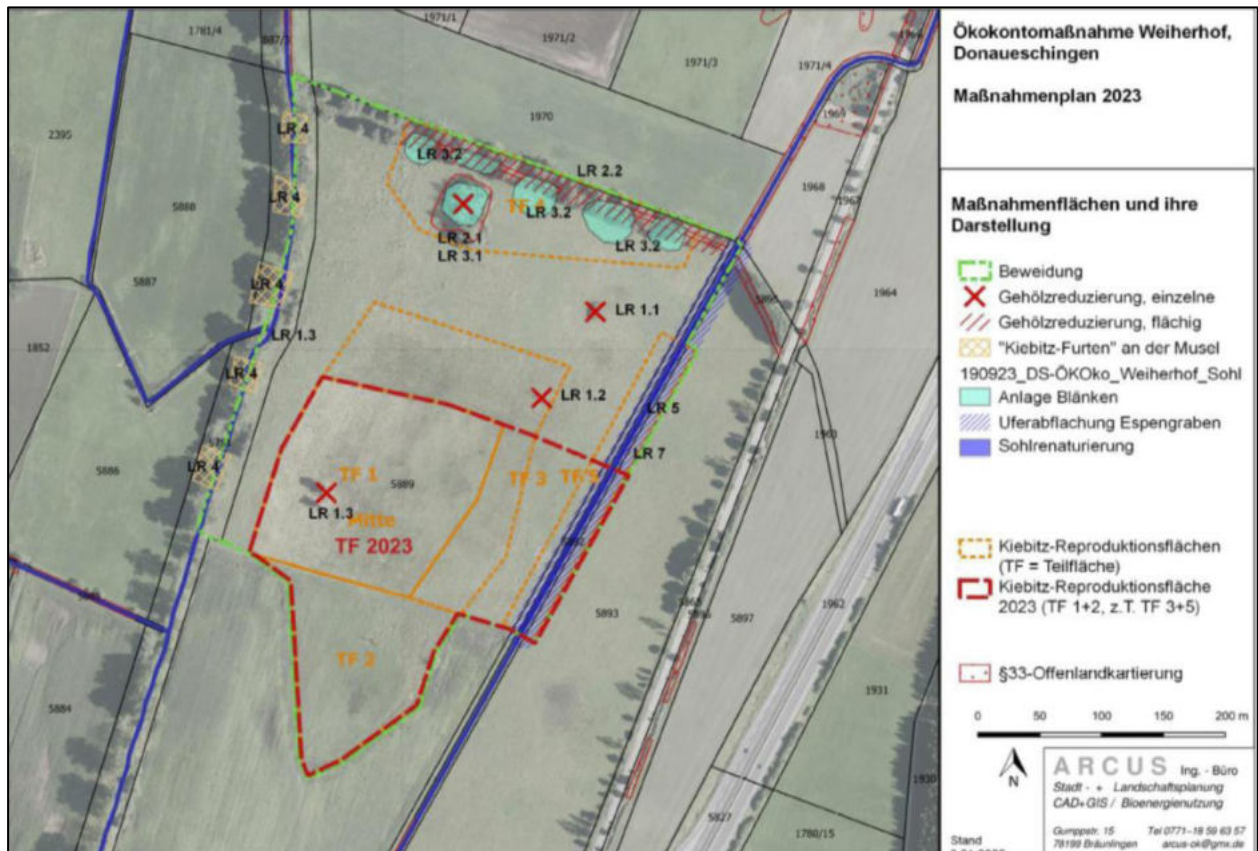 Ökokontomaßnahme Weiherhof,
Donaueschingen
Maßnahmenplan 2023
Maßnahmenflächen und ihre
Darstellung
Beweidung
Gehölzreduzierung, einzelne
Gehölzreduzierung, flächig
"Kiebitz-Furten" an der Musel
190923_DS-ÖKOko_Weiherhof_Sohl
Anlage Blänken
Uferabflachung Espengraben
Sohlrenaturierung
Kiebitz-Reproduktionsflächen
(TF = Teilfläche)
Kiebitz-Reproduktionsfläche
2023 (TF 1+2, z.T. TF 3+5)
§33-Offenlandkartierung
0 50 100 150 200 m
N
ARCUS Ing. - Büro
Stadt - + Landschaftsplanung
CAD+GIS / Bioenergienutzung
Gumppstr. 15 Tel 0771-18 59 63 57
78199 Bräunlingen arcus-ok@gmx.de
Stand
1781/4
1971/1
1971/2
1971/3
1971/4
1969
1970
2395
LR 4
LR 3.2
LR 2.2
1968
1967
5888
LR 4
LR 3.2
LR 2.1
LR 3.2
LR 3.1
5887
LR 4
LR 1.1
1964
1852
LR 1.3
LR 4
LR 1.2
LR 5
1963
5886
LR 4
LR 7
TF 1
5889
TF 3
LR 1.3
Mitte
TF 2023
5892
5893
5897
1962
TF 2
5884
1931
1930
5827
1780/15